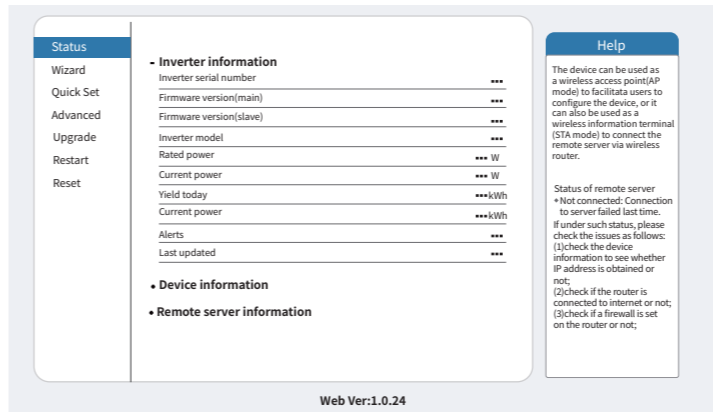 Status
Wizard
Quick Set
Advanced
Upgrade
Restart
Reset
- Inverter information
Inverter serial number ---
Firmware version(main) ---
Firmware version(slave) ---
Inverter model ---
Rated power --- W
Current power --- W
Yield today ---kWh
Current power ---kWh
Alerts ---
Last updated ---
• Device information
• Remote server information
Help
The device can be used as
a wireless access point(AP
mode) to facilitata users to
configure the device, or it
can also be used as a
wireless information terminal
(STA mode) to connect the
remote server via wireless
router.
Status of remote server
+Not connected: Connection
to server failed last time.
If under such status, please
check the issues as follows:
(1)check the device
information to see whether
IP address is obtained or
not;
(2)check if the router is
connected to internet or not;
(3)check if a firewall is set
on the router or not;
Web Ver:1.0.24